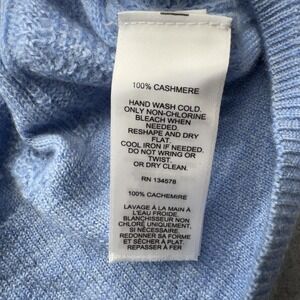 100% CASHMERE
HAND WASH COLD.
ONLY NON-CHLORINE
BLEACH WHEN
NEEDED.
RESHAPE AND DRY
FLAT.
COOL IRON IF NEEDED.
DO NOT WRING OR
TWIST
OR DRY CLEAN.
RN 134578
100% CACHEMIRE
LAVAGE À LA MAIN À
L'EAU FROIDE,
BLANCHISSEUR NON
CHLORÉ UNIQUEMENT,
SI NÉCESSAIRE.
REDONNER SA FORME
ET SÉCHER À PLAT
REPASSER À FER